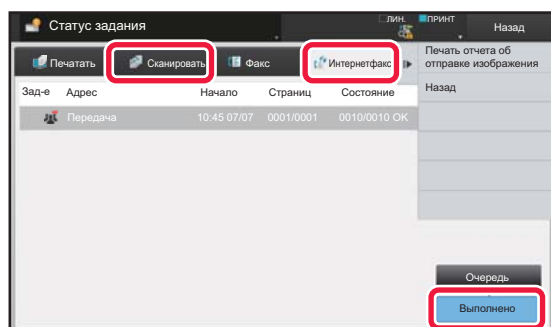 Статус задания
ЛИН.
ПРИНТ
Назад
Печатать
Сканировать
Факс
Интернетфакс
Печать отчета об
отправке изображения
Зад-е Адрес Начало Страниц Состояние
Назад
Передача 10:45 07/07 0001/0001 0010/0010 OK
Очередь
Выполнено